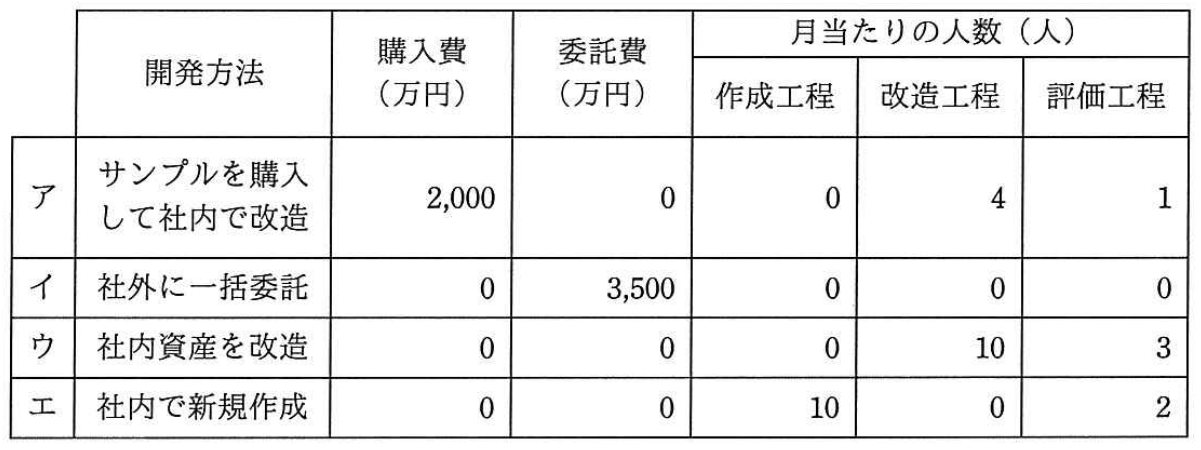 開発方法 購入費（万円） 委託費（万円） 月当たりの人数（人）
作成工程 改造工程 評価工程
ア サンプルを購入して社内で改造 2,000 0 0 4 1
イ 社外に一括委託 0 3,500 0 0 0
ウ 社内資産を改造 0 0 0 10 3
エ 社内で新規作成 0 0 10 0 2